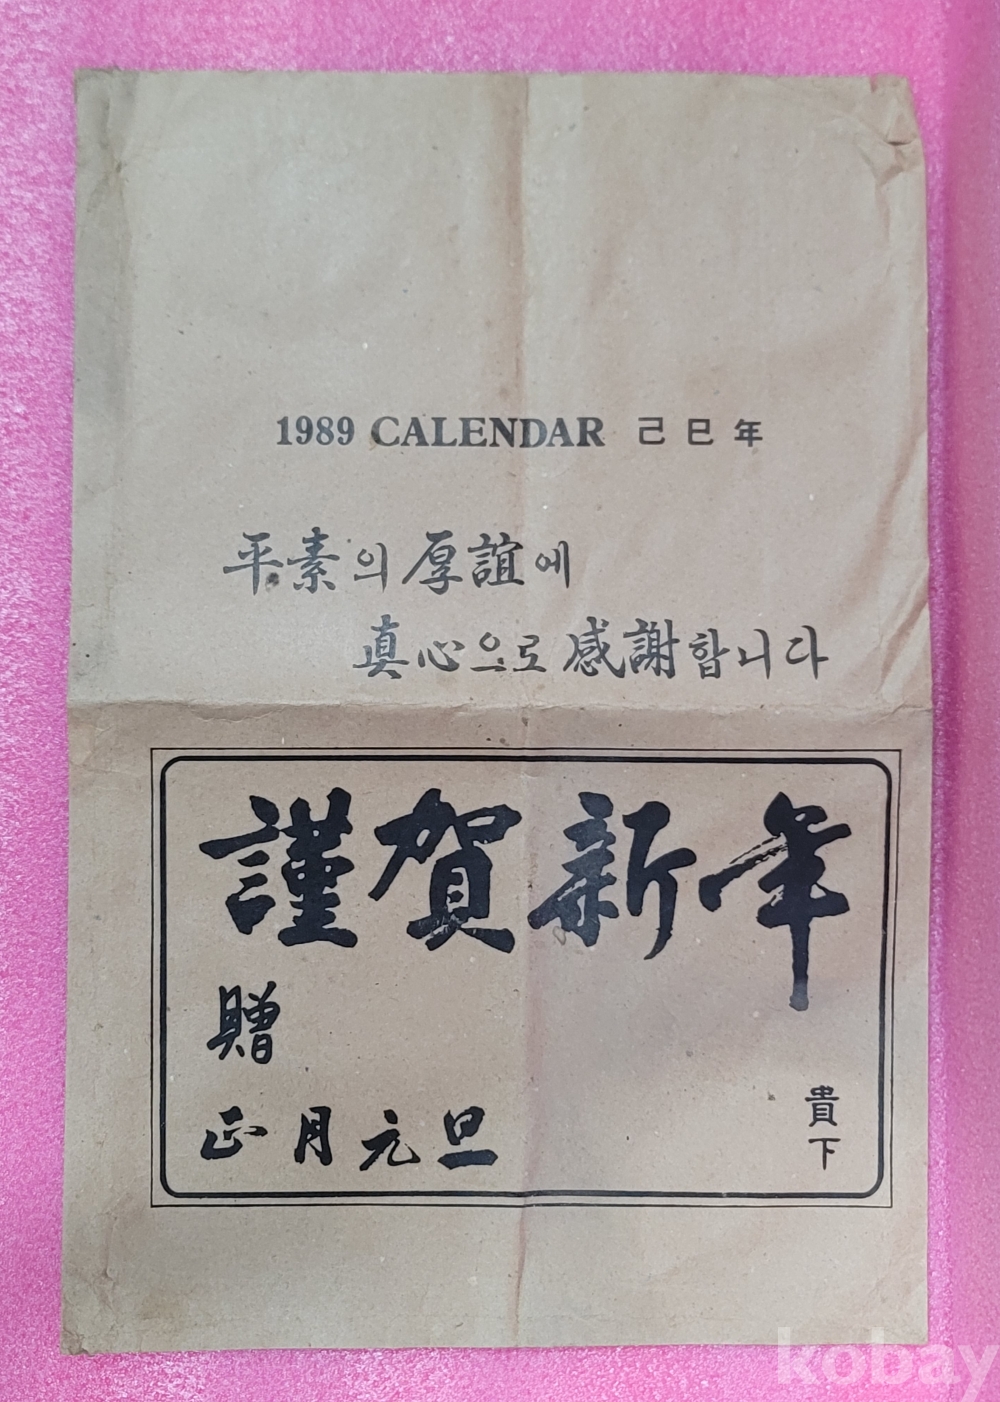 1989 CALENDAR 己巳年
平素의 厚誼에
眞心으로 感謝합니다
謹賀新年
贈
貴下
正月元旦
kobay